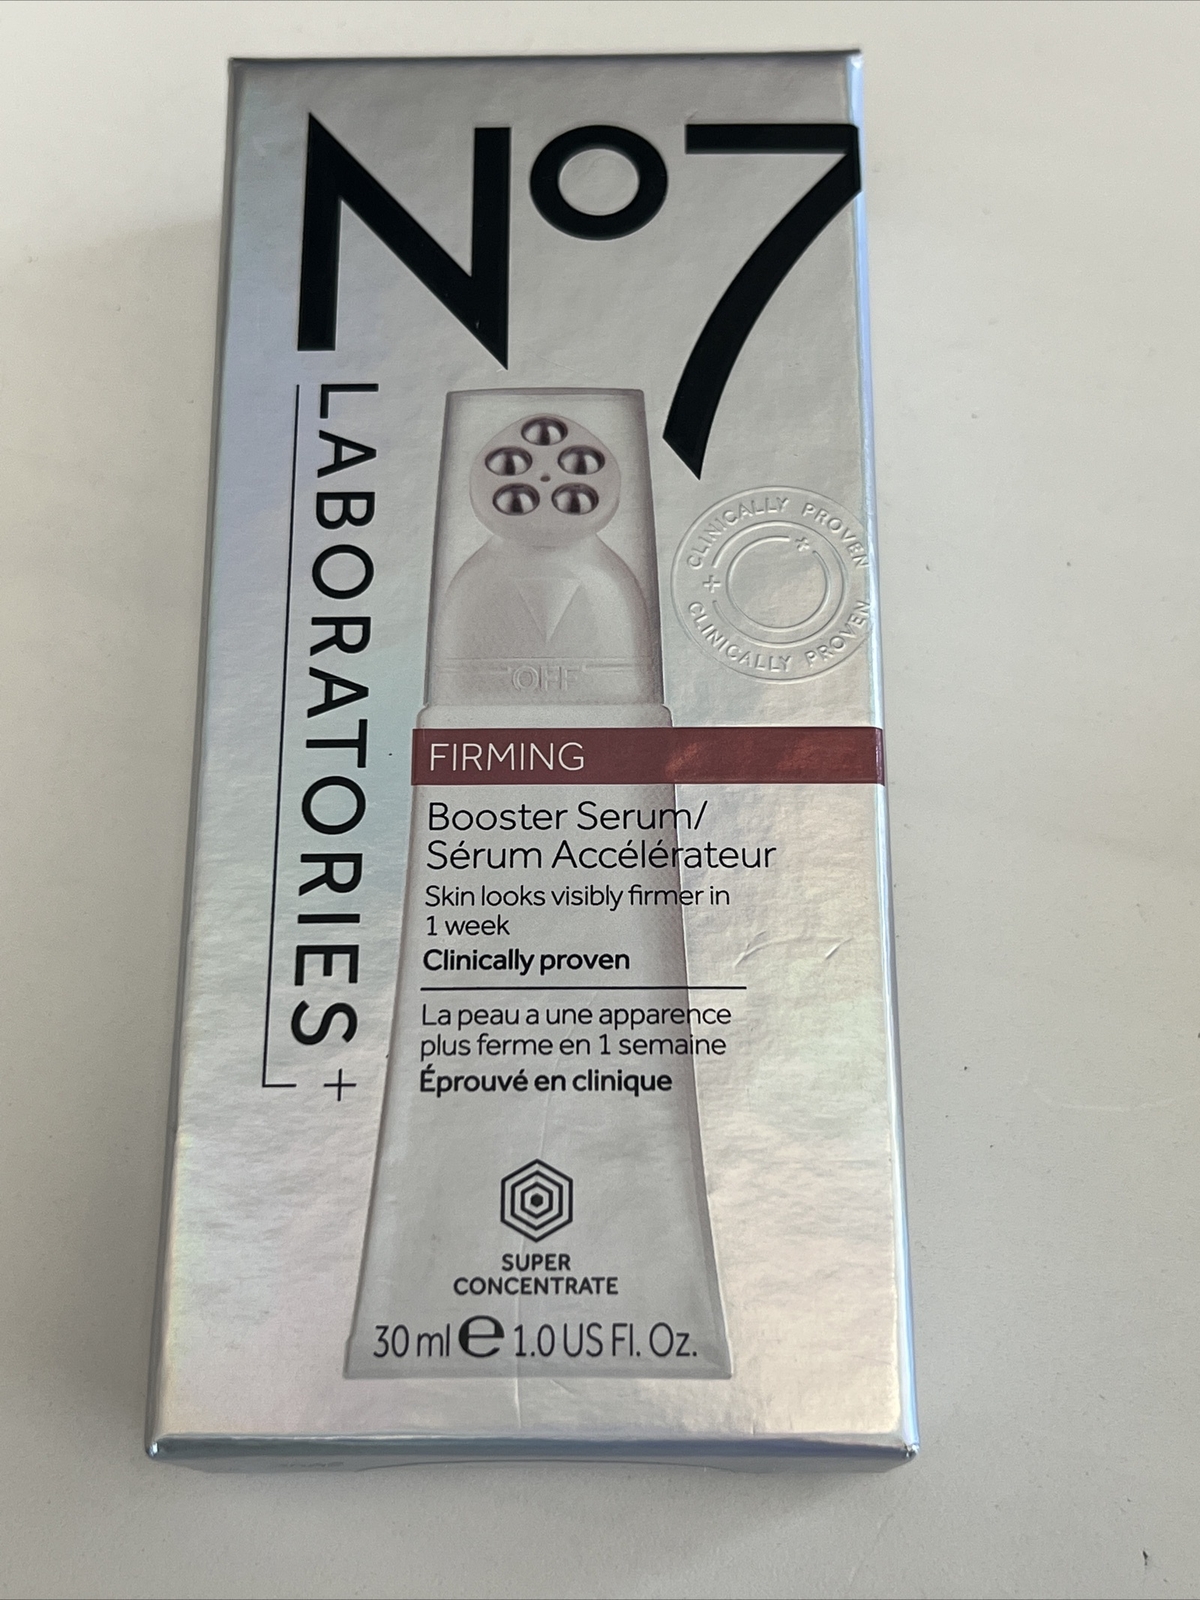 No7
LABORATORIES +
CLINICALLY PROVEN
CLINICALLY PROVEN
OFF
FIRMING
Booster Serum/
Sérum Accélérateur
Skin looks visibly firmer in
1 week
Clinically proven
La peau a une apparence
plus ferme en 1 semaine
Éprouvé en clinique
SUPER
CONCENTRATE
30 ml e 1.0 US Fl. Oz.